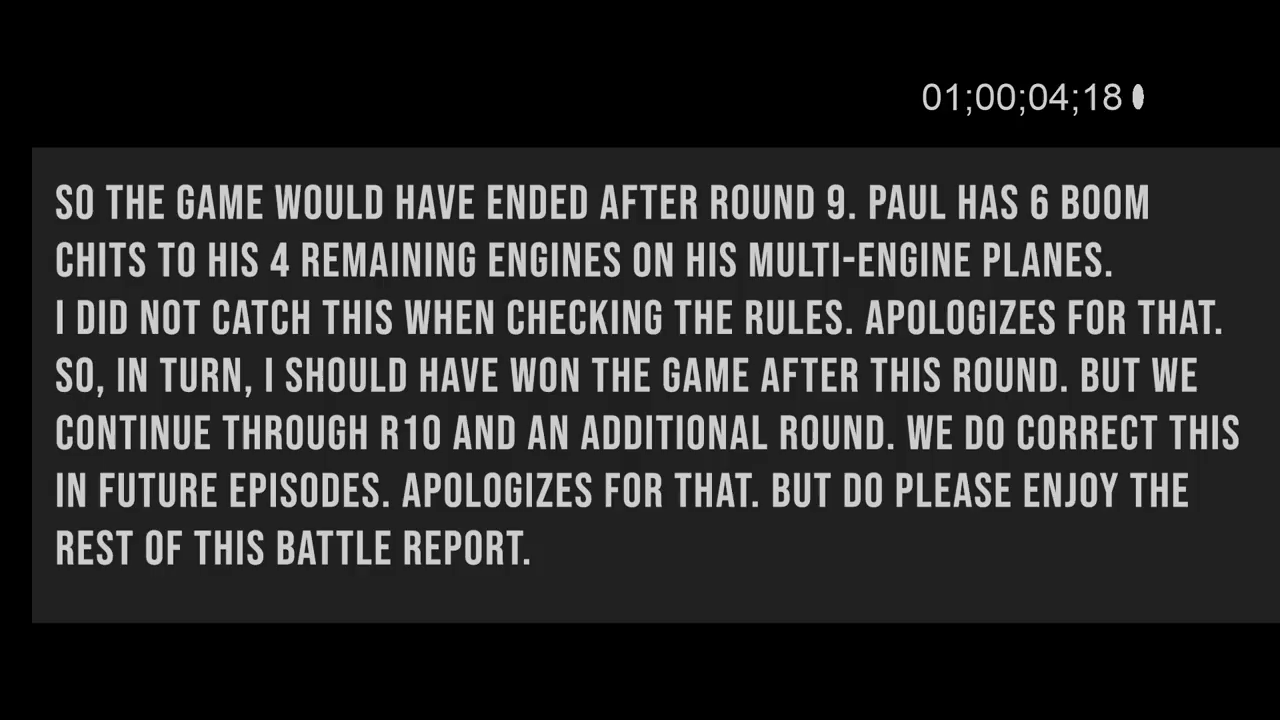 01;00;04;18
SO THE GAME WOULD HAVE ENDED AFTER ROUND 9. PAUL HAS 6 BOOM
CHITS TO HIS 4 REMAINING ENGINES ON HIS MULTI-ENGINE PLANES.
I DID NOT CATCH THIS WHEN CHECKING THE RULES. APOLOGIZES FOR THAT.
SO, IN TURN, I SHOULD HAVE WON THE GAME AFTER THIS ROUND. BUT WE
CONTINUE THROUGH R10 AND AN ADDITIONAL ROUND. WE DO CORRECT THIS
IN FUTURE EPISODES. APOLOGIZES FOR THAT. BUT DO PLEASE ENJOY THE
REST OF THIS BATTLE REPORT.